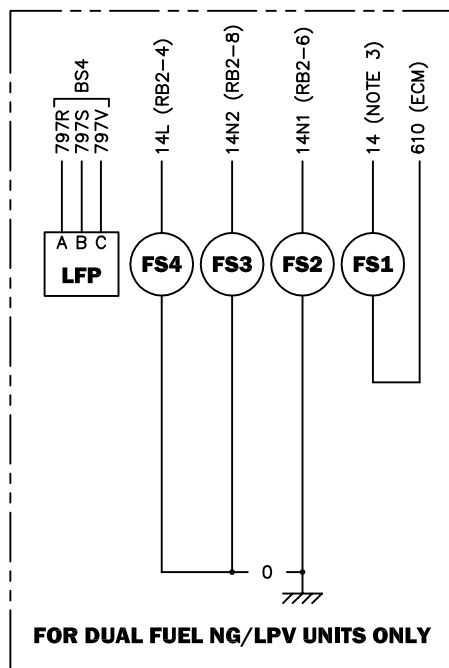 BS4
797R
797S
797V
14L (RB2-4)
14N2 (RB2-8)
14N1 (RB2-6)
14 (NOTE 3)
610 (ECM)
A B C
LFP
FS4
FS3
FS2
FS1
0
FOR DUAL FUEL NG/LPV UNITS ONLY